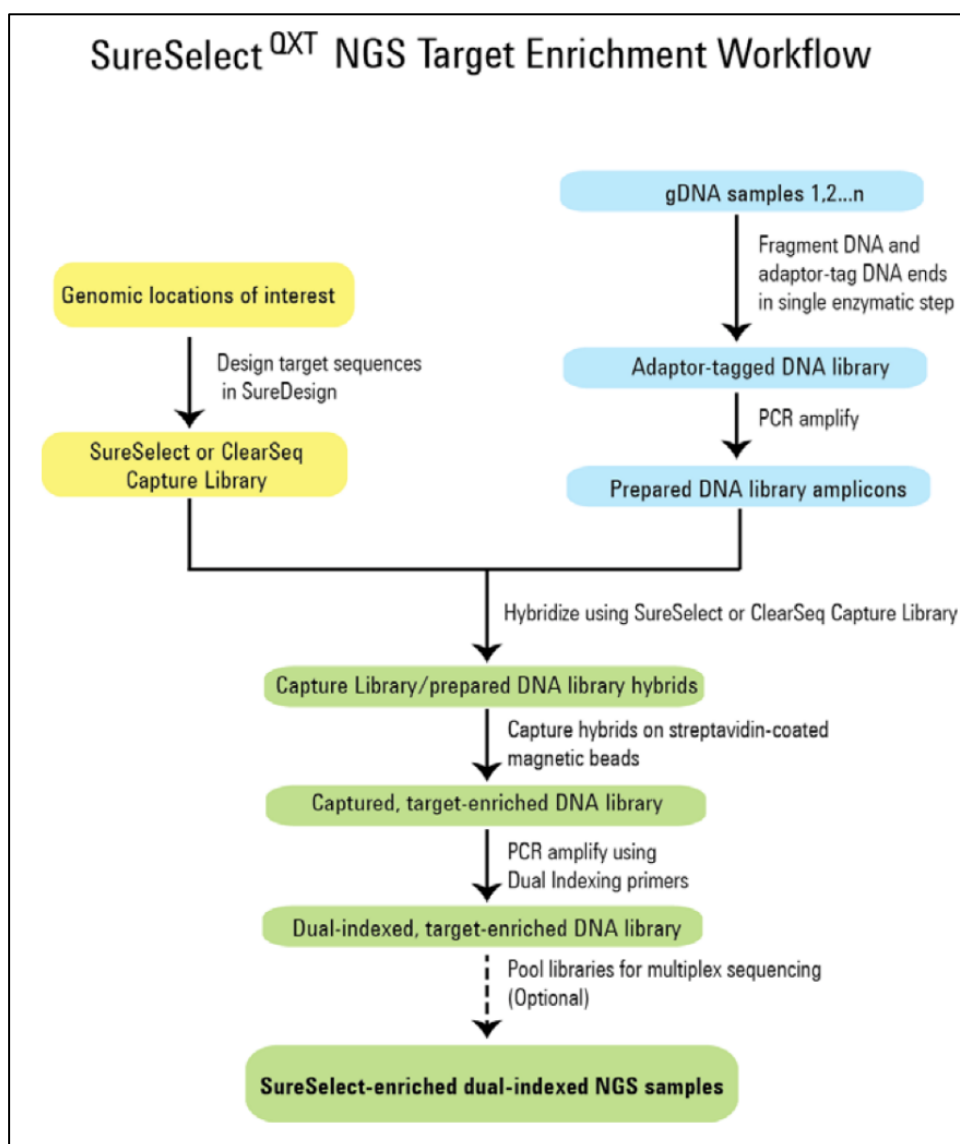 SureSelect QXT NGS Target Enrichment Workflow
gDNA samples 1,2...n
Fragment DNA and
adaptor-tag DNA ends
in single enzymatic step
Genomic locations of interest
Design target sequences
in SureDesign
Adaptor-tagged DNA library
PCR amplify
SureSelect or ClearSeq
Capture Library
Prepared DNA library amplicons
Hybridize using SureSelect or ClearSeq Capture Library
Capture Library/prepared DNA library hybrids
Capture hybrids on streptavidin-coated
magnetic beads
Captured, target-enriched DNA library
PCR amplify using
Dual Indexing primers
Dual-indexed, target-enriched DNA library
Pool libraries for multiplex sequencing
(Optional)
SureSelect-enriched dual-indexed NGS samples